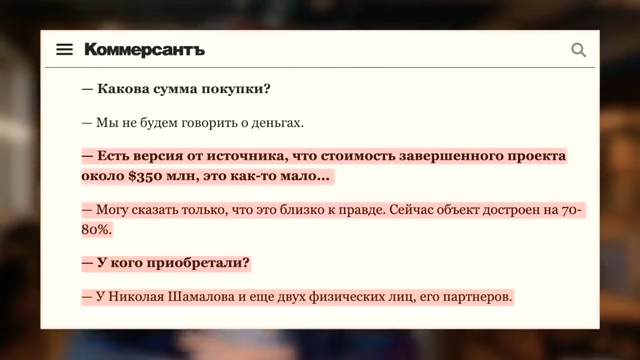 Коммерсантъ
— Какова сумма покупки?
— Мы не будем говорить о деньгах.
— Есть версия от источника, что стоимость завершенного проекта
около $350 млн, это как-то мало...
— Могу сказать только, что это близко к правде. Сейчас объект достроен на 70-
80%.
— У кого приобретали?
— У Николая Шамалова и еще двух физических лиц, его партнеров.